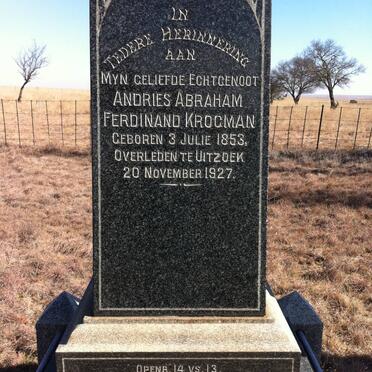 IN
TEDERE HERINNERING
AAN
MYN GELIEFDE ECHTGENOOT
ANDRIES ABRAHAM
FERDINAND KROGMAN
GEBOREN 3 JULIE 1853,
OVERLEDEN TE UITZOEK
20 NOVEMBER 1927.
OPENB. 14 VS. 13.